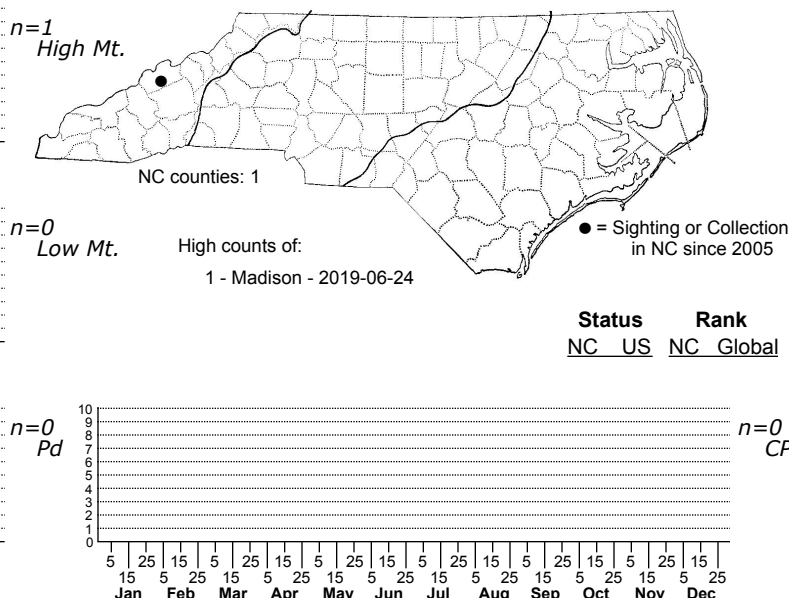 n=1
High Mt.
NC counties: 1
n=0
Low Mt.
High counts of:
1 - Madison - 2019-06-24
● = Sighting or Collection
in NC since 2005
Status Rank
NC US NC Global
n=0
Pd
10
9
8
7
6
5
4
3
2
1
0
n=0
CP
5 25 15 5 25 15 5 25 15 5 25 15 5 25 15 5 25 15
15 5 25 15 5 25 15 5 25 15 5 25 15 5 25 15 5 25
Jan Feb Mar Apr May Jun Jul Aug Sep Oct Nov Dec